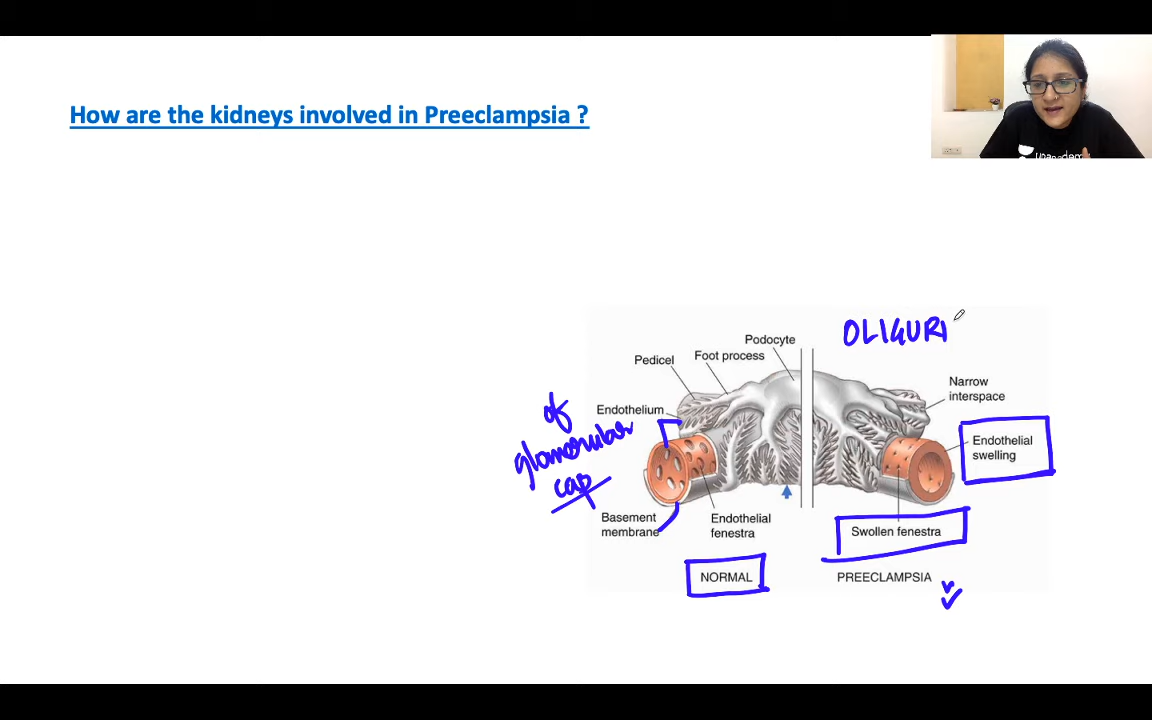 How are the kidneys involved in Preeclampsia ?
OLIGURI
Podocyte
Foot process
Pedicel
Narrow
interspace
Endothelium
of
glomerular
cap
Endothelial
swelling
Basement
membrane
Endothelial
fenestra
Swollen fenestra
NORMAL
PREECLAMPSIA
unacademy